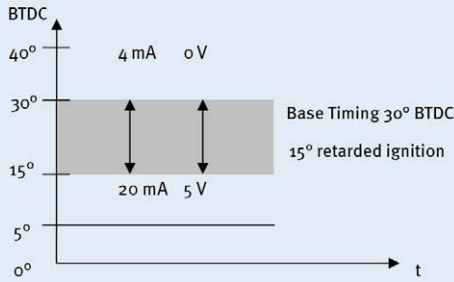 BTDC
40°
4 mA 0 V
30°
Base Timing 30° BTDC
15° retarded ignition
15°
20 mA 5 V
5°
0°
t